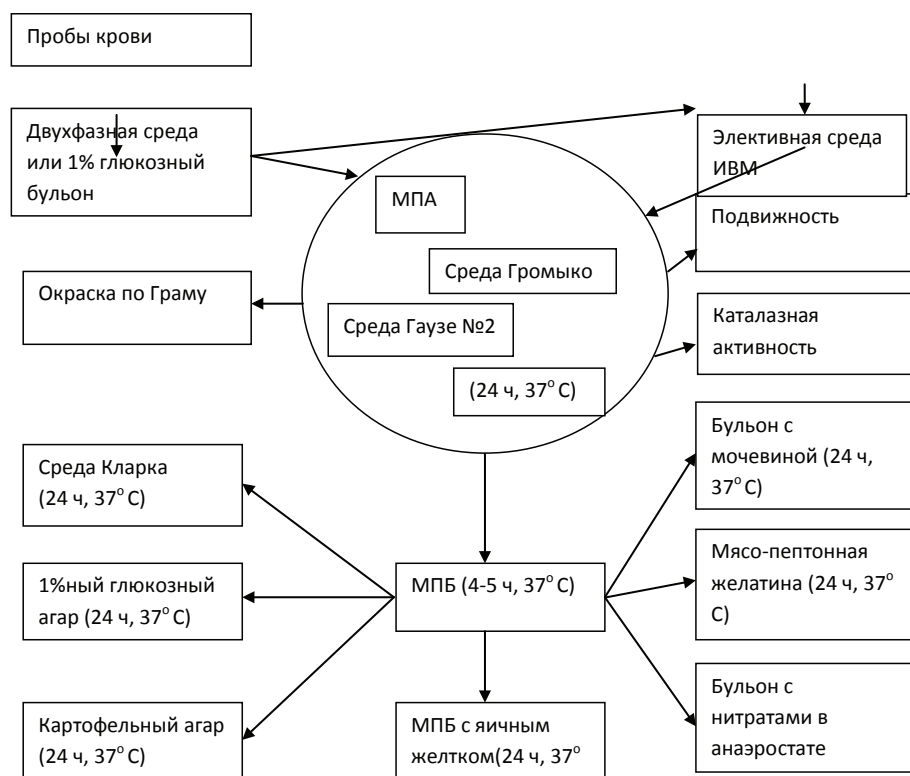 Пробы крови
Двухфазная среда
или 1% глюкозный
бульон
Элективная среда
ИВМ
МПА
Подвижность
Среда Громыко
Окраска по Граму
Среда Гаузе №2
Каталазная
активность
(24 ч, 37° С)
Бульон с
мочевиной (24 ч,
37° С)
Среда Кларка
(24 ч, 37° С)
Мясо-пептонная
желатина (24 ч, 37°
С)
1%ный глюкозный
агар (24 ч, 37° С)
МПБ (4-5 ч, 37° С)
Бульон с
нитратами в
анаэростате
Картофельный агар
(24 ч, 37° С)
МПБ с яичным
желтком(24 ч, 37°